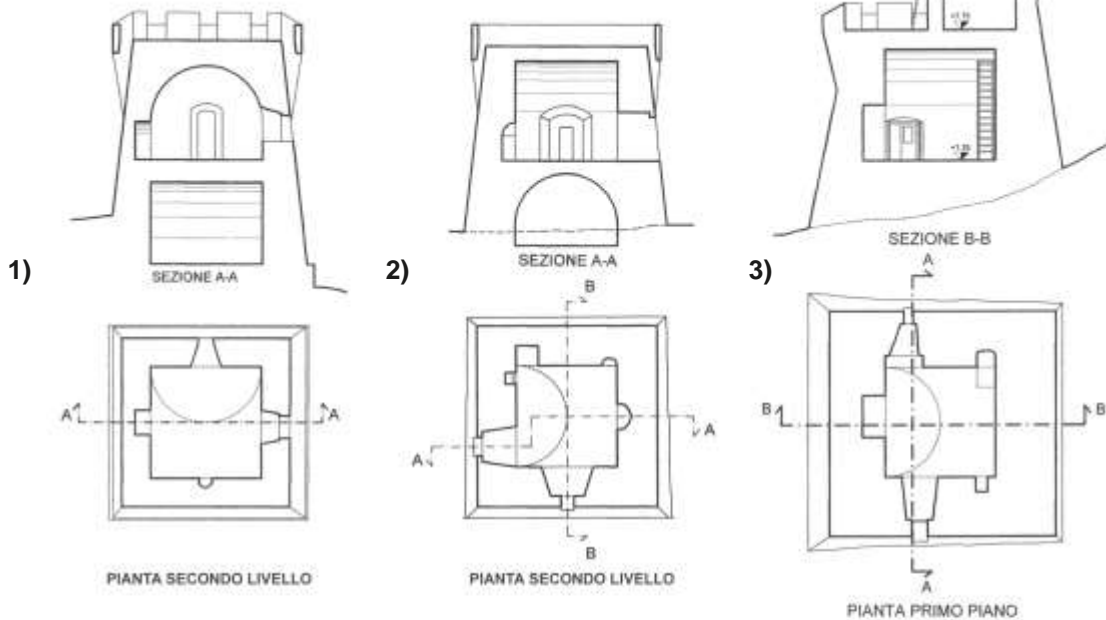 SEZIONE A-A
SEZIONE A-A
SEZIONE B-B
1)
2)
3)
B
A
A
A
A
A
B
B
A
B
A
PIANTA SECONDO LIVELLO
PIANTA SECONDO LIVELLO
PIANTA PRIMO PIANO